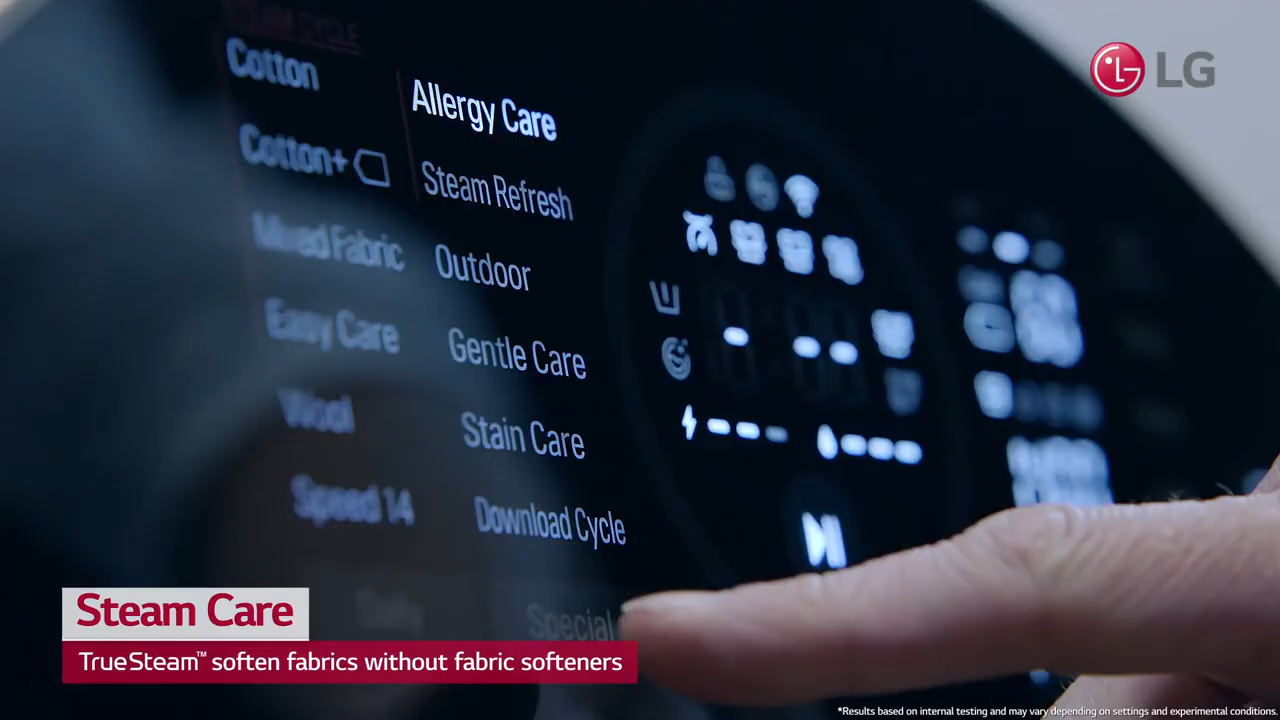 LG
Cotton
Cotton+
Mixed Fabric
Easy Care
Wool
Speed 14
Daily
Allergy Care
Steam Refresh
Outdoor
Gentle Care
Stain Care
Download Cycle
Special
Steam Care
TrueSteam™ soften fabrics without fabric softeners
*Results based on internal testing and may vary depending on settings and experimental conditions.